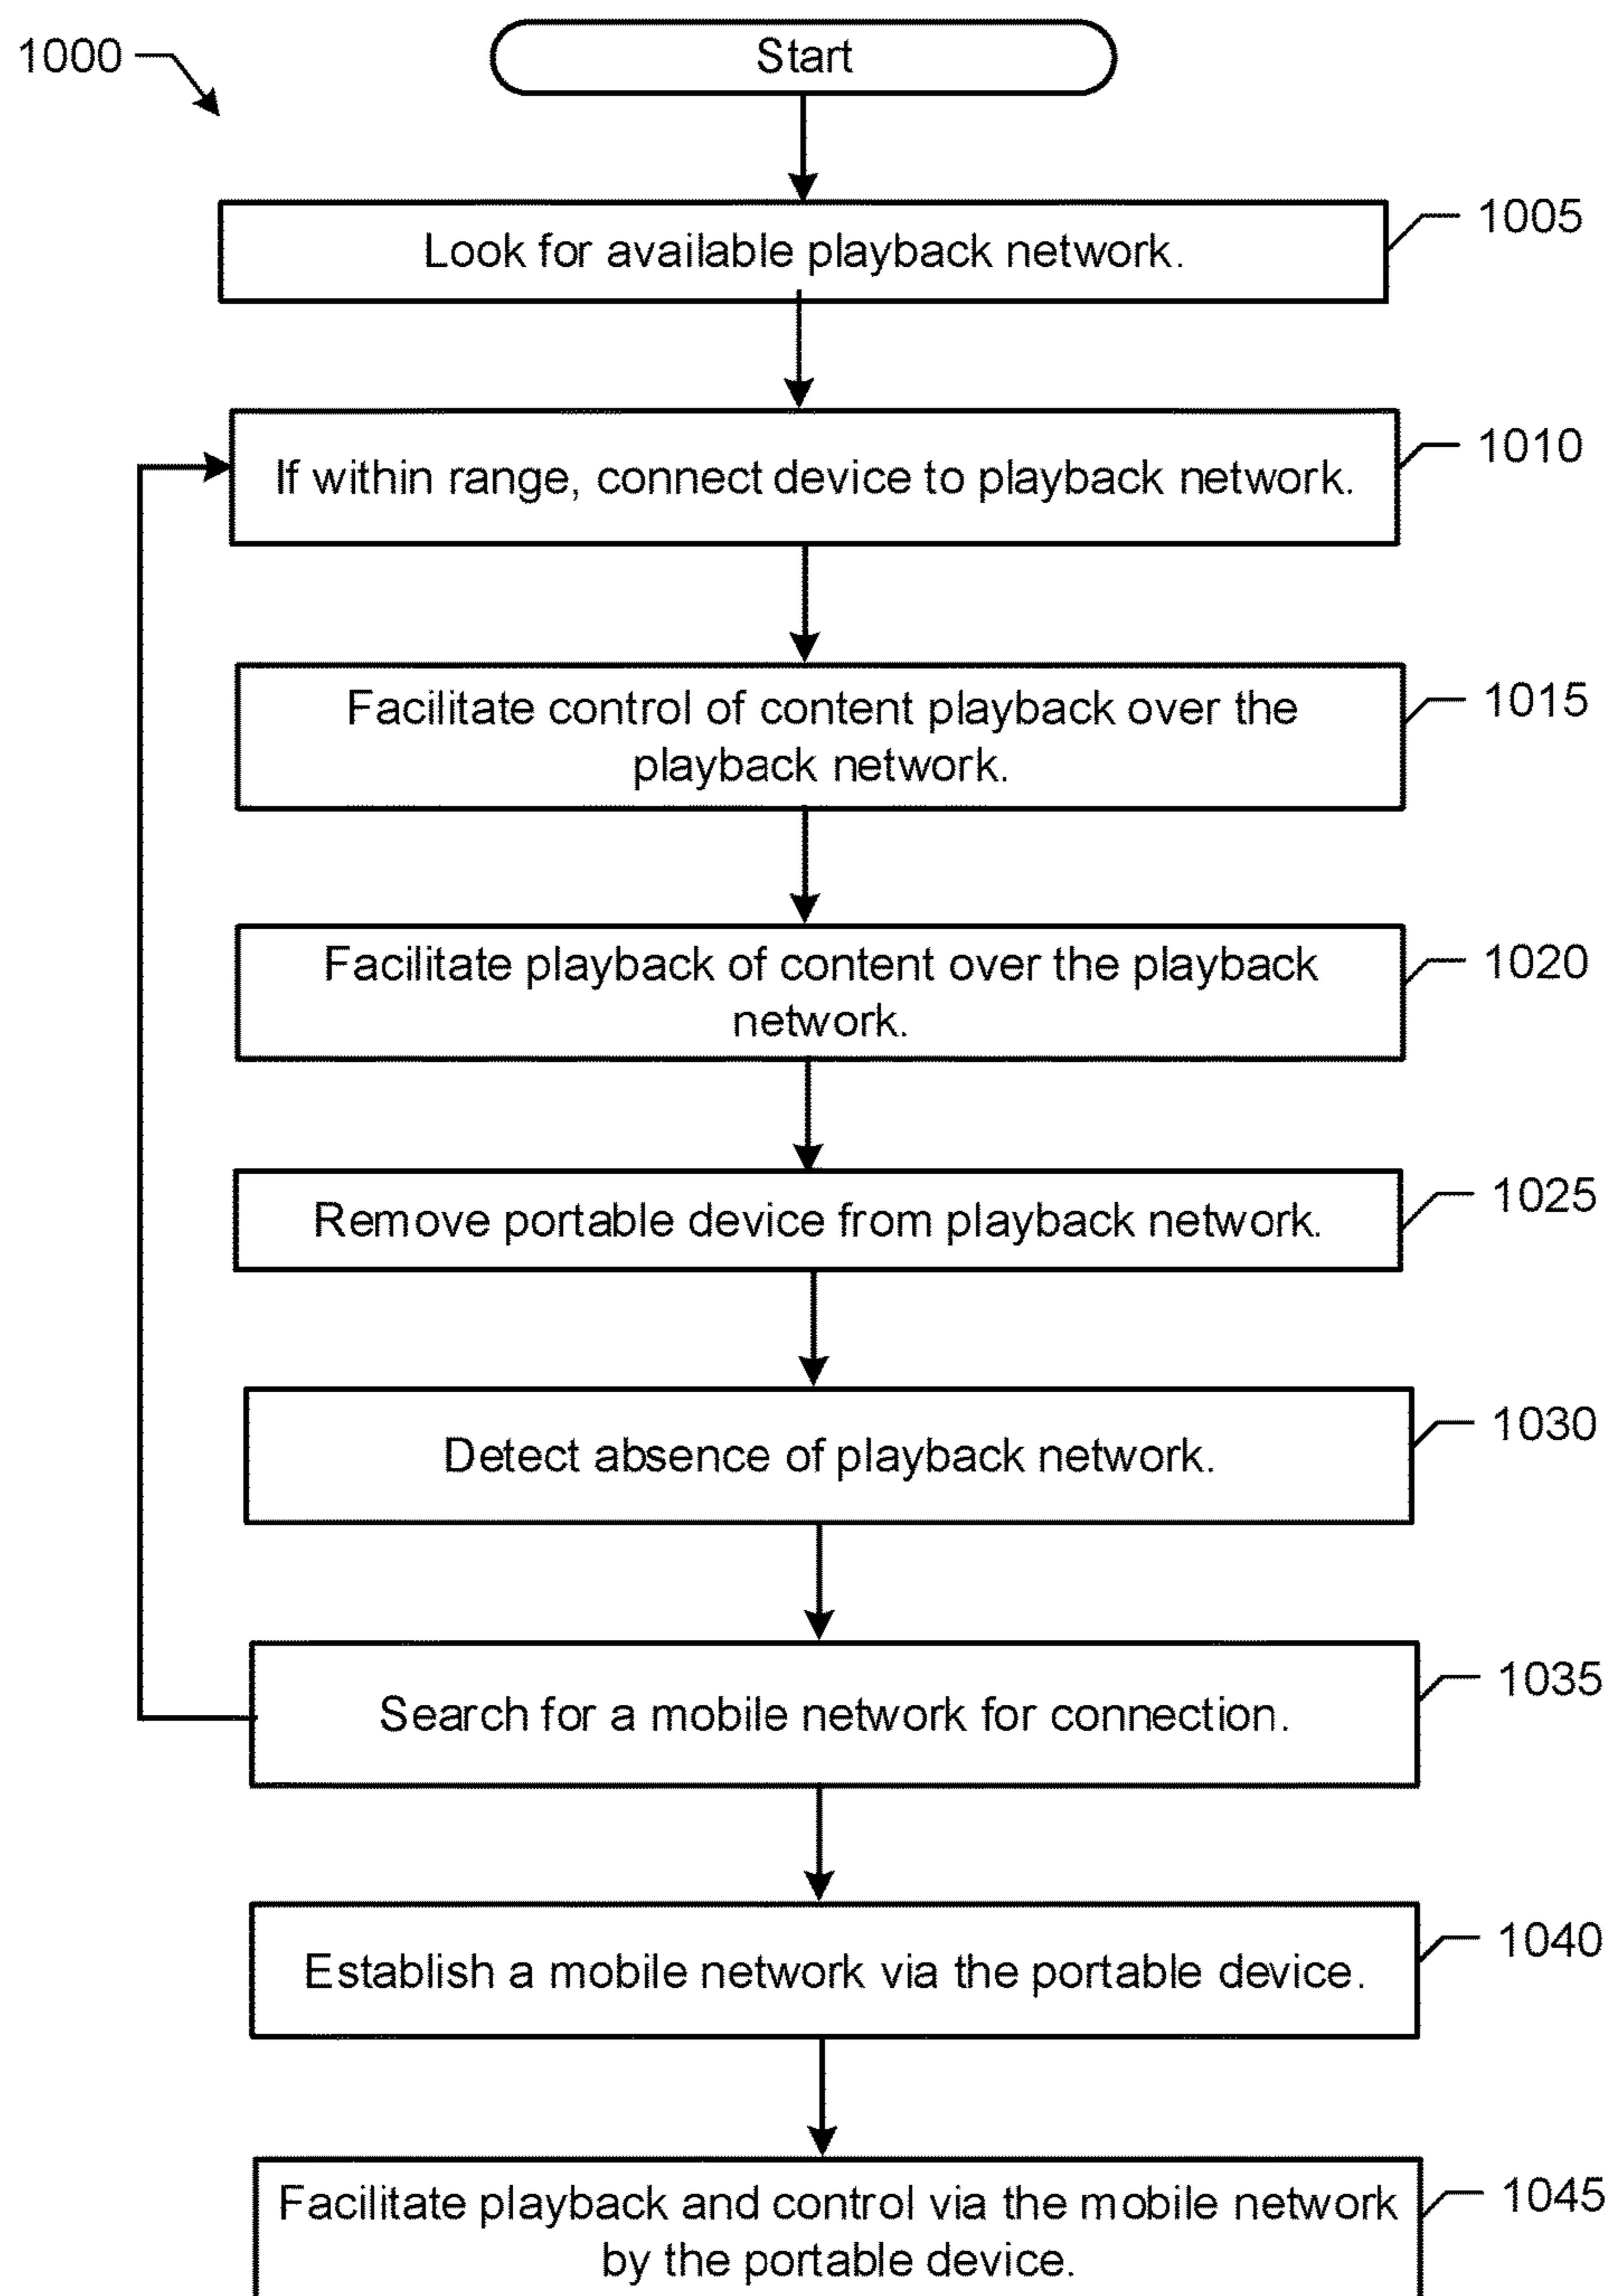 1000
Start
1005
Look for available playback network.
1010
If within range, connect device to playback network.
1015
Facilitate control of content playback over the
playback network.
1020
Facilitate playback of content over the playback
network.
1025
Remove portable device from playback network.
1030
Detect absence of playback network.
1035
Search for a mobile network for connection.
1040
Establish a mobile network via the portable device.
1045
Facilitate playback and control via the mobile network
by the portable device.